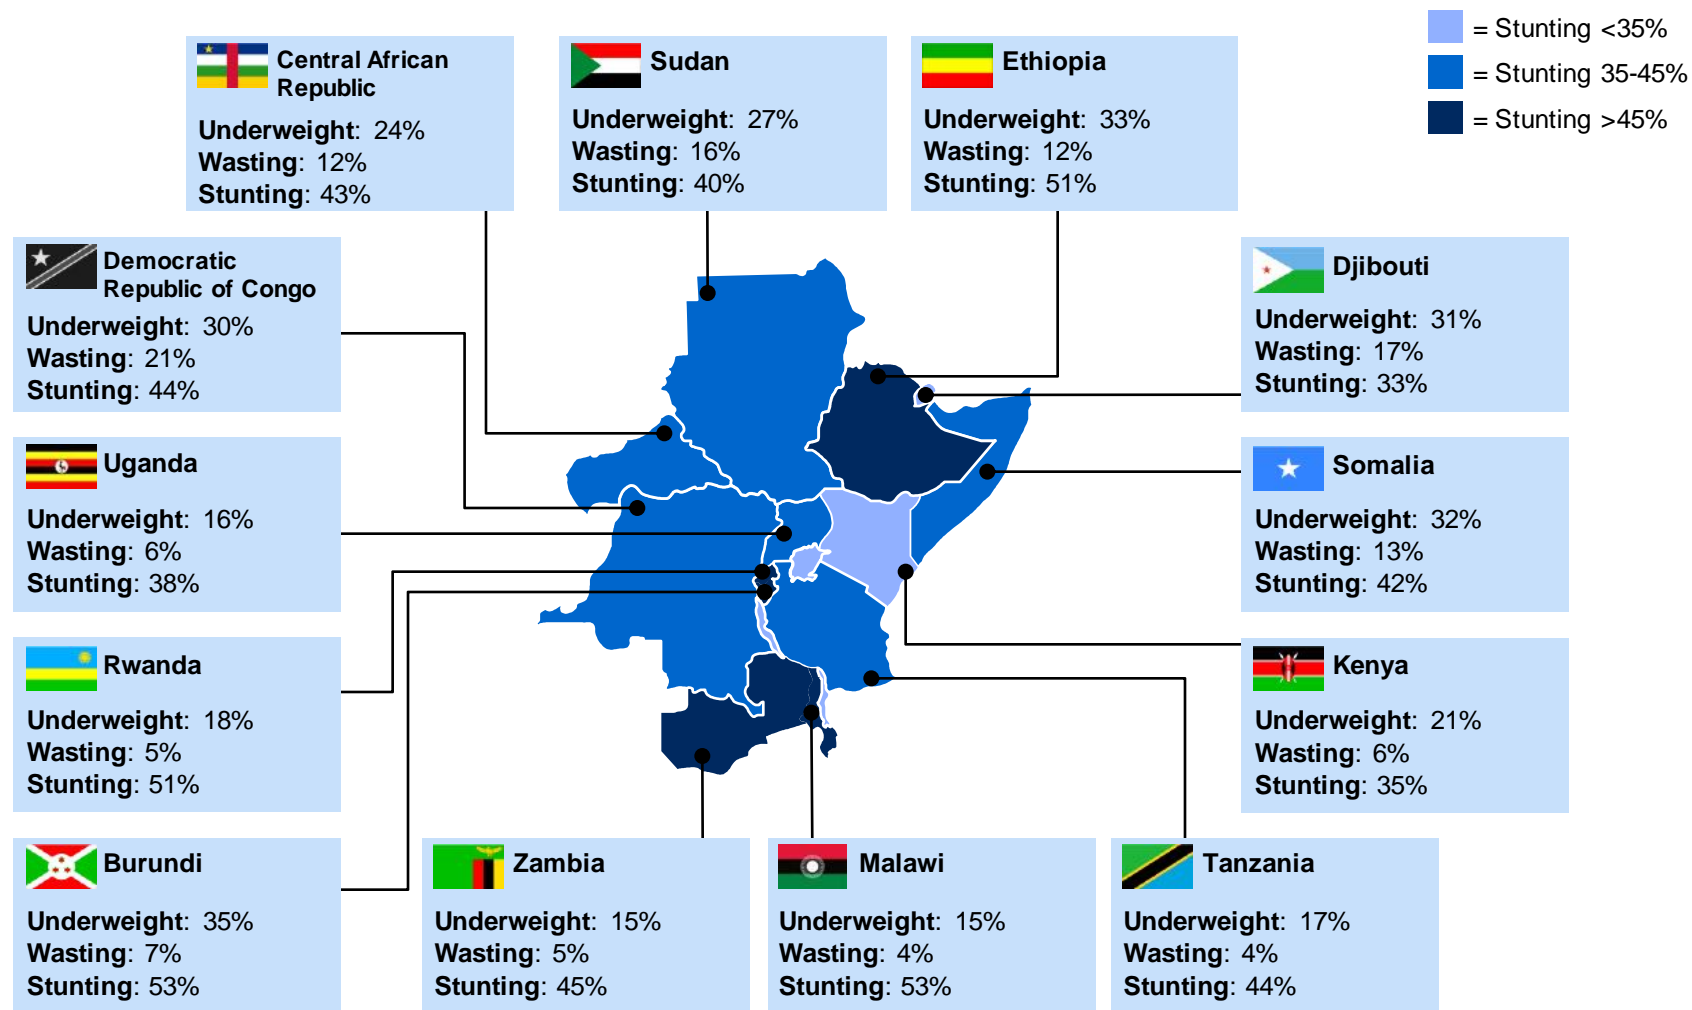 = Stunting <35%
= Stunting 35-45%
= Stunting >45%
Central African
Republic
Underweight: 24%
Wasting: 12%
Stunting: 43%
Sudan
Underweight: 27%
Wasting: 16%
Stunting: 40%
Ethiopia
Underweight: 33%
Wasting: 12%
Stunting: 51%
Democratic
Republic of Congo
Underweight: 30%
Wasting: 21%
Stunting: 44%
Djibouti
Underweight: 31%
Wasting: 17%
Stunting: 33%
Uganda
Underweight: 16%
Wasting: 6%
Stunting: 38%
Somalia
Underweight: 32%
Wasting: 13%
Stunting: 42%
Rwanda
Underweight: 18%
Wasting: 5%
Stunting: 51%
Kenya
Underweight: 21%
Wasting: 6%
Stunting: 35%
Burundi
Underweight: 35%
Wasting: 7%
Stunting: 53%
Zambia
Underweight: 15%
Wasting: 5%
Stunting: 45%
Malawi
Underweight: 15%
Wasting: 4%
Stunting: 53%
Tanzania
Underweight: 17%
Wasting: 4%
Stunting: 44%